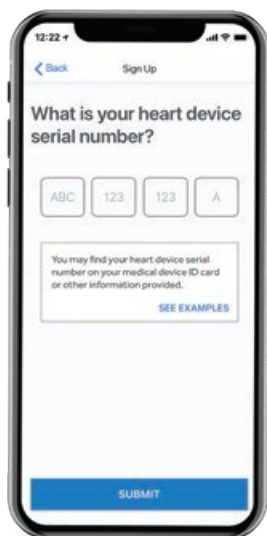 12:22
Back
Sign Up
What is your heart device
serial number?
ABC 123 123 A
You may find your heart device serial
number on your medical device ID card
or other information provided.
SEE EXAMPLES
SUBMIT